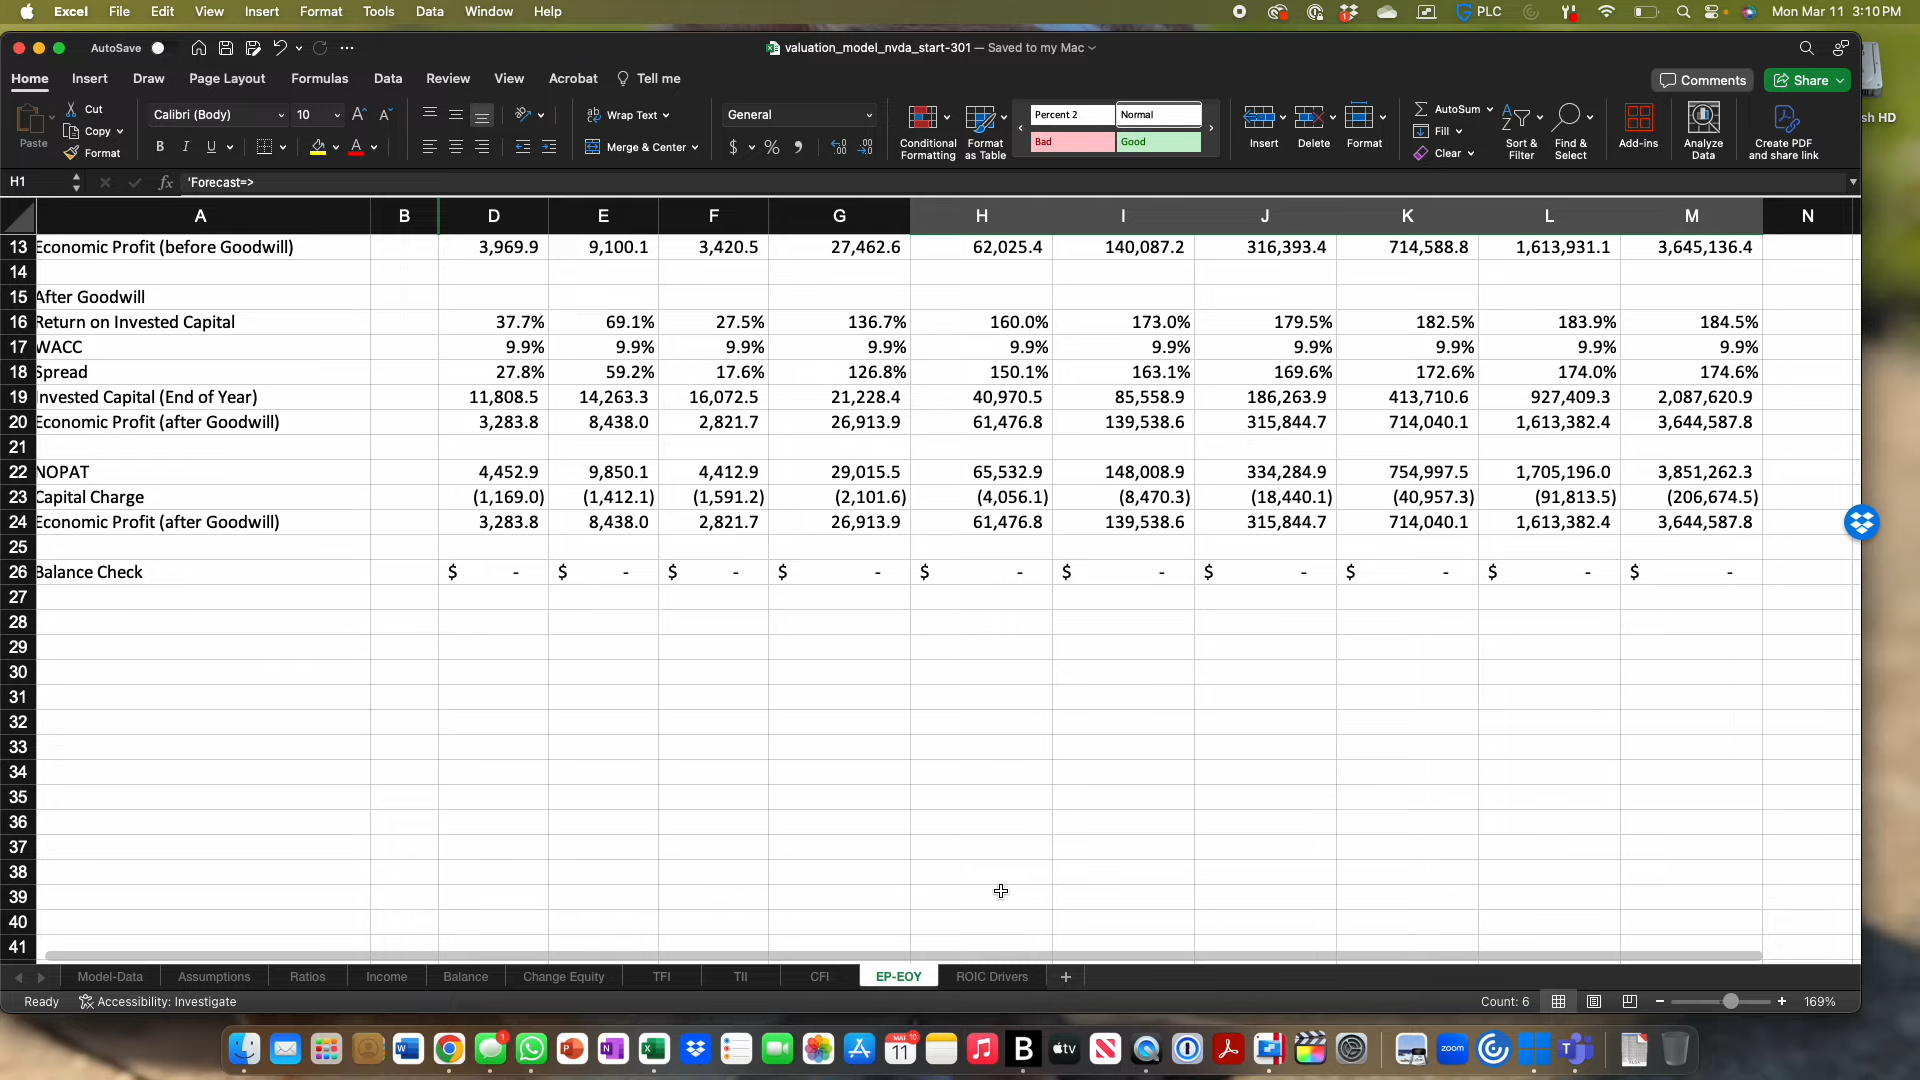 Excel File Edit View Insert Format Tools Data Window Help PLC Mon Mar 11 3:10 PM
AutoSave valuation_model_nvda_start-301 — Saved to my Mac
Home Insert Draw Page Layout Formulas Data Review View Acrobat Tell me Comments Share
Paste Cut Copy Format
Calibri (Body) 10 A A
B I U A
Wrap Text
Merge & Center
General
$ % 9
Conditional Formatting
Format as Table
Percent 2 Normal
Bad Good
Insert Delete Format
AutoSum
Fill
Clear
Sort & Filter
Find & Select
Add-ins
Analyze Data
Create PDF and share link
sh HD
H1 fx 'Forecast=>
A B D E F G H I J K L M N
13 Economic Profit (before Goodwill) 3,969.9 9,100.1 3,420.5 27,462.6 62,025.4 140,087.2 316,393.4 714,588.8 1,613,931.1 3,645,136.4
14
15 After Goodwill
16 Return on Invested Capital 37.7% 69.1% 27.5% 136.7% 160.0% 173.0% 179.5% 182.5% 183.9% 184.5%
17 WACC 9.9% 9.9% 9.9% 9.9% 9.9% 9.9% 9.9% 9.9% 9.9% 9.9%
18 Spread 27.8% 59.2% 17.6% 126.8% 150.1% 163.1% 169.6% 172.6% 174.0% 174.6%
19 Invested Capital (End of Year) 11,808.5 14,263.3 16,072.5 21,228.4 40,970.5 85,558.9 186,263.9 413,710.6 927,409.3 2,087,620.9
20 Economic Profit (after Goodwill) 3,283.8 8,438.0 2,821.7 26,913.9 61,476.8 139,538.6 315,844.7 714,040.1 1,613,382.4 3,644,587.8
21
22 NOPAT 4,452.9 9,850.1 4,412.9 29,015.5 65,532.9 148,008.9 334,284.9 754,997.5 1,705,196.0 3,851,262.3
23 Capital Charge (1,169.0) (1,412.1) (1,591.2) (2,101.6) (4,056.1) (8,470.3) (18,440.1) (40,957.3) (91,813.5) (206,674.5)
24 Economic Profit (after Goodwill) 3,283.8 8,438.0 2,821.7 26,913.9 61,476.8 139,538.6 315,844.7 714,040.1 1,613,382.4 3,644,587.8
25
26 Balance Check $ - $ - $ - $ - $ - $ - $ - $ - $ - $ -
27
28
29
30
31
32
33
34
35
36
37
38
39
40
41
Model-Data Assumptions Ratios Income Balance Change Equity TFI TII CFI EP-EOY ROIC Drivers +
Ready Accessibility: Investigate Count: 6 − + 169%
zoom
tv
11